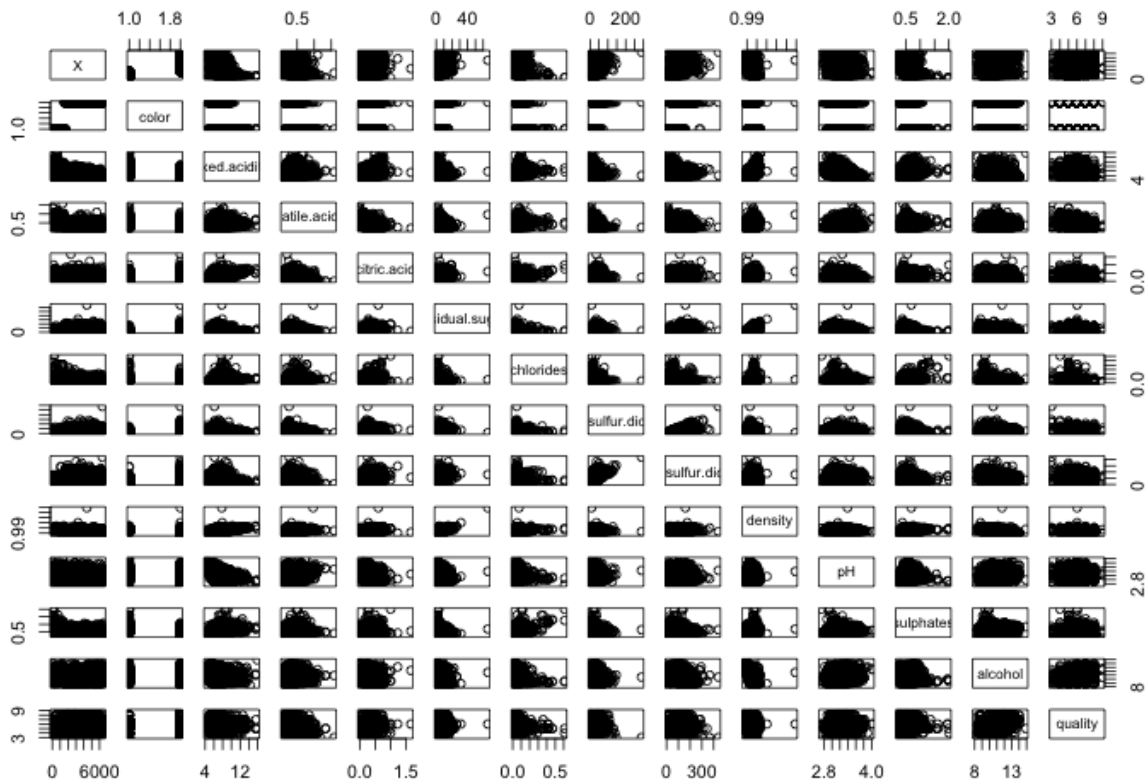 1.0 1.8 0.5 0 40 0 200 0.99 0.5 2.0 3 6 9
X 0
1.0 color
xed.acidi 4
0.5 atile.acid
citric.acid 0.0
0 idual.sug
chlorides 0.0
0 sulfur.dio
sulfur.dio 0
0.99 density
pH 2.8
0.5 sulphates
alcohol 8
3 9 quality
0 6000 4 12 0.0 1.5 0.0 0.5 0 300 2.8 4.0 8 13